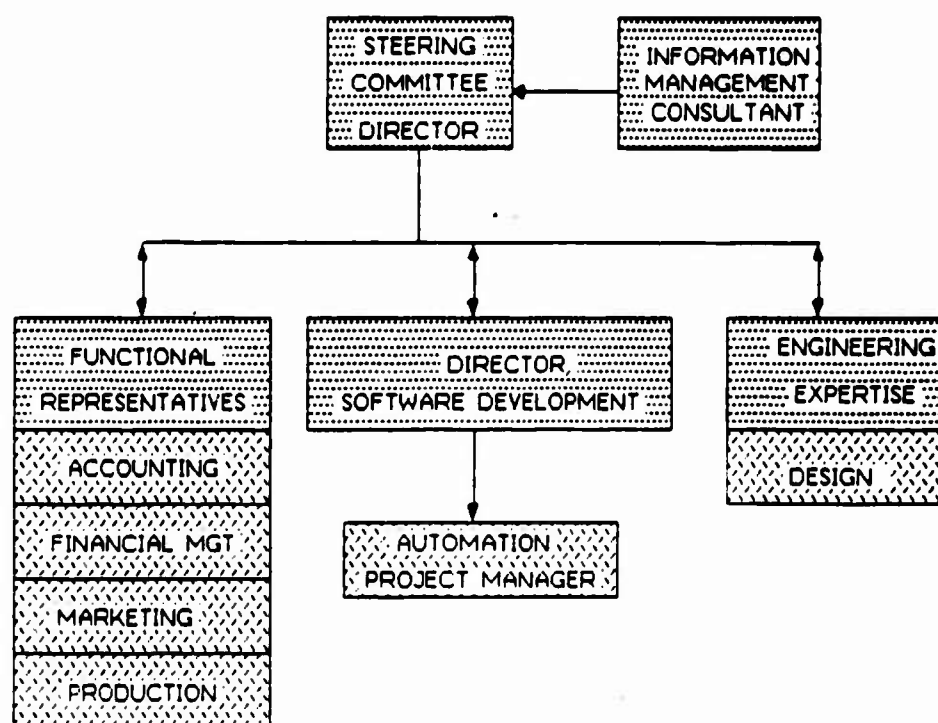 STEERING
COMMITTEE
DIRECTOR
INFORMATION
MANAGEMENT
CONSULTANT
FUNCTIONAL
REPRESENTATIVES
ACCOUNTING
FINANCIAL MGT
MARKETING
PRODUCTION
DIRECTOR,
SOFTWARE DEVELOPMENT
AUTOMATION
PROJECT MANAGER
ENGINEERING
EXPERTISE
DESIGN